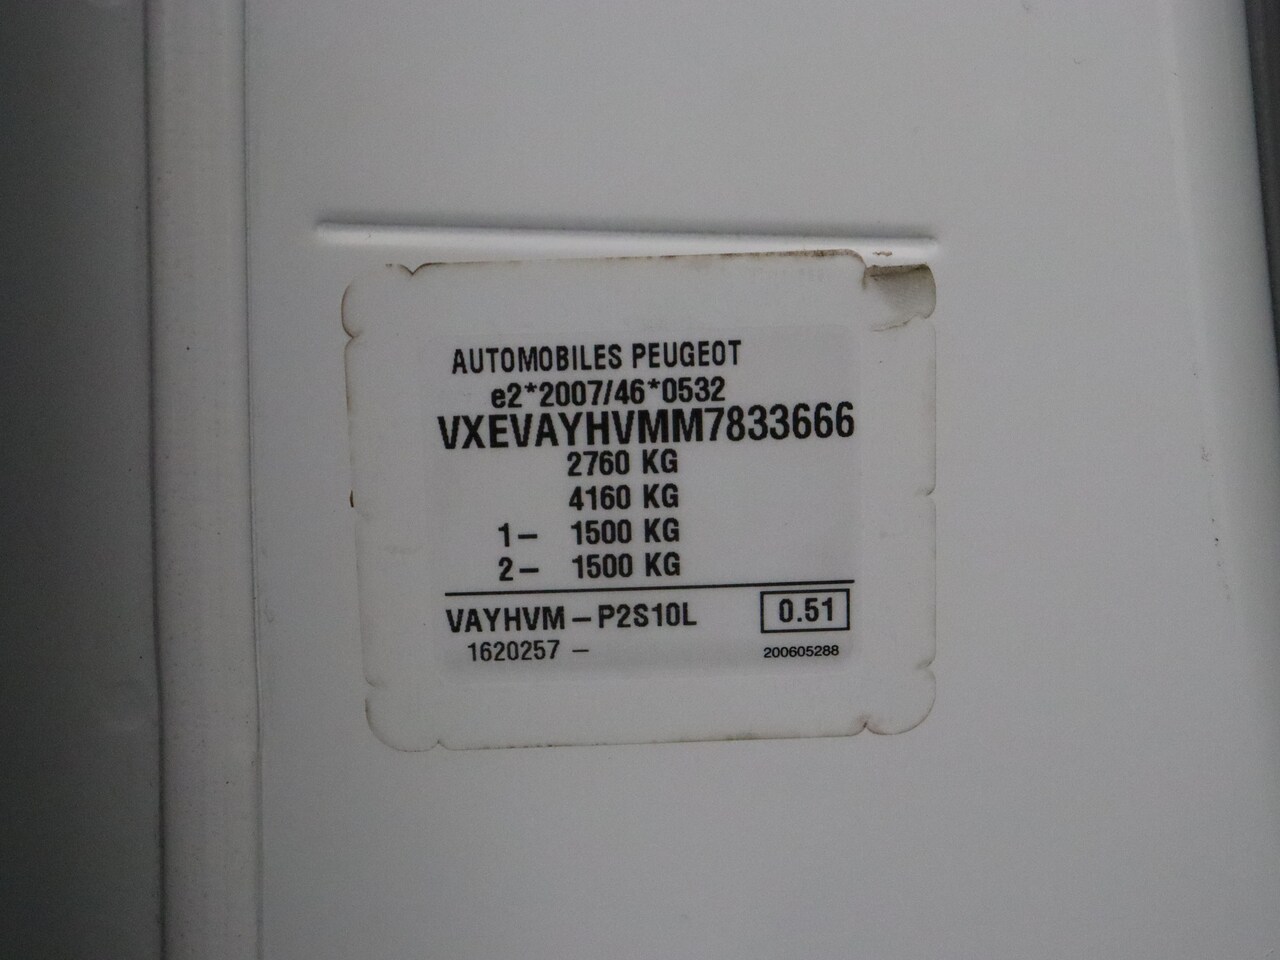 AUTOMOBILES PEUGEOT
e2*2007/46*0532
VXEVAYHVMM7833666
2760 KG
4160 KG
1- 1500 KG
2- 1500 KG
VAYHVM-P2S10L 0.51
1620257 - 200605288